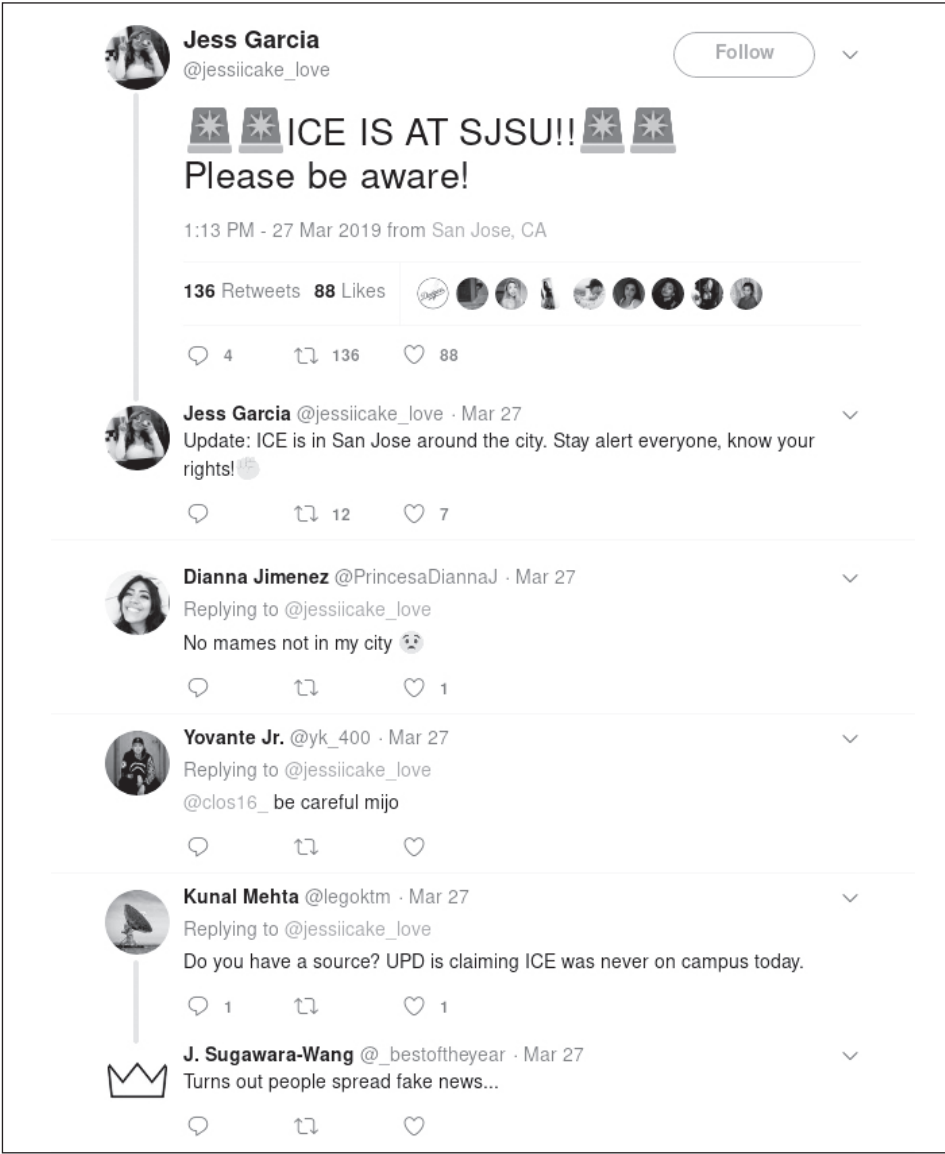 Jess Garcia
@jessiicake_love
Follow
🚨🚨ICE IS AT SJSU!!🚨🚨
Please be aware!
1:13 PM - 27 Mar 2019 from San Jose, CA
136 Retweets 88 Likes
Dodgers
4 136 88
Jess Garcia @jessiicake_love · Mar 27
Update: ICE is in San Jose around the city. Stay alert everyone, know your
rights!✊
12 7
Dianna Jimenez @PrincesaDiannaJ · Mar 27
Replying to @jessiicake_love
No mames not in my city 😟
1
Yovante Jr. @yk_400 · Mar 27
Replying to @jessiicake_love
@clos16_ be careful mijo
Kunal Mehta @legoktm · Mar 27
Replying to @jessiicake_love
Do you have a source? UPD is claiming ICE was never on campus today.
1 1
J. Sugawara-Wang @_bestoftheyear · Mar 27
Turns out people spread fake news...